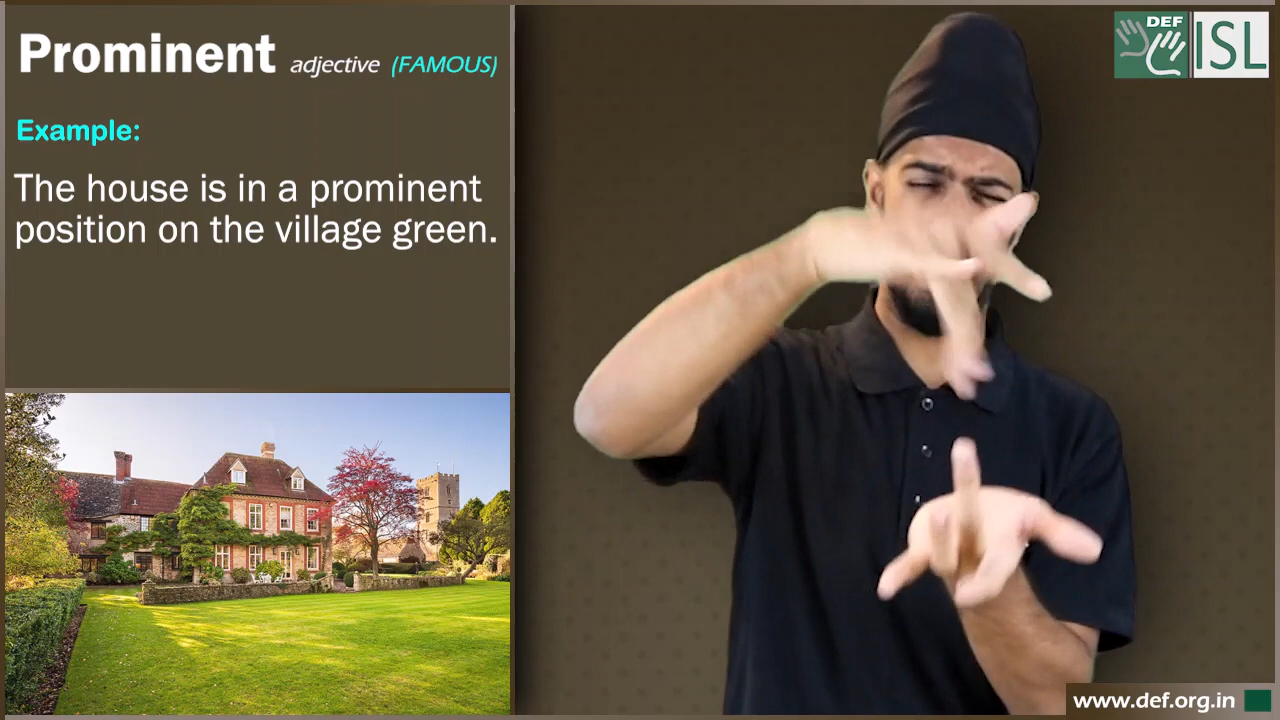 Prominent adjective (FAMOUS)
Example:
The house is in a prominent
position on the village green.
DEF
ISL
www.def.org.in